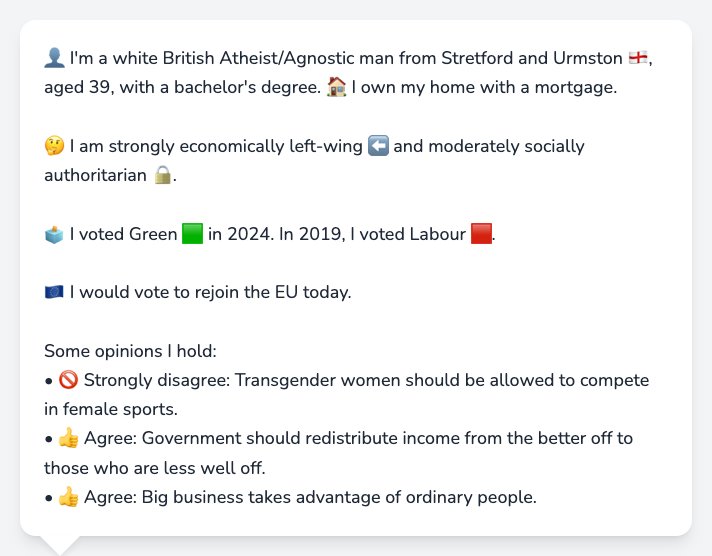 👤 I'm a white British Atheist/Agnostic man from Stretford and Urmston 🏴󠁧󠁢󠁥󠁮󠁧󠁿,
aged 39, with a bachelor's degree. 🏠 I own my home with a mortgage.
🤔 I am strongly economically left-wing ⬅️ and moderately socially
authoritarian 🔒.
🗳️ I voted Green 🟩 in 2024. In 2019, I voted Labour 🟥.
🇪🇺 I would vote to rejoin the EU today.
Some opinions I hold:
• 🚫 Strongly disagree: Transgender women should be allowed to compete
in female sports.
• 👍 Agree: Government should redistribute income from the better off to
those who are less well off.
• 👍 Agree: Big business takes advantage of ordinary people.